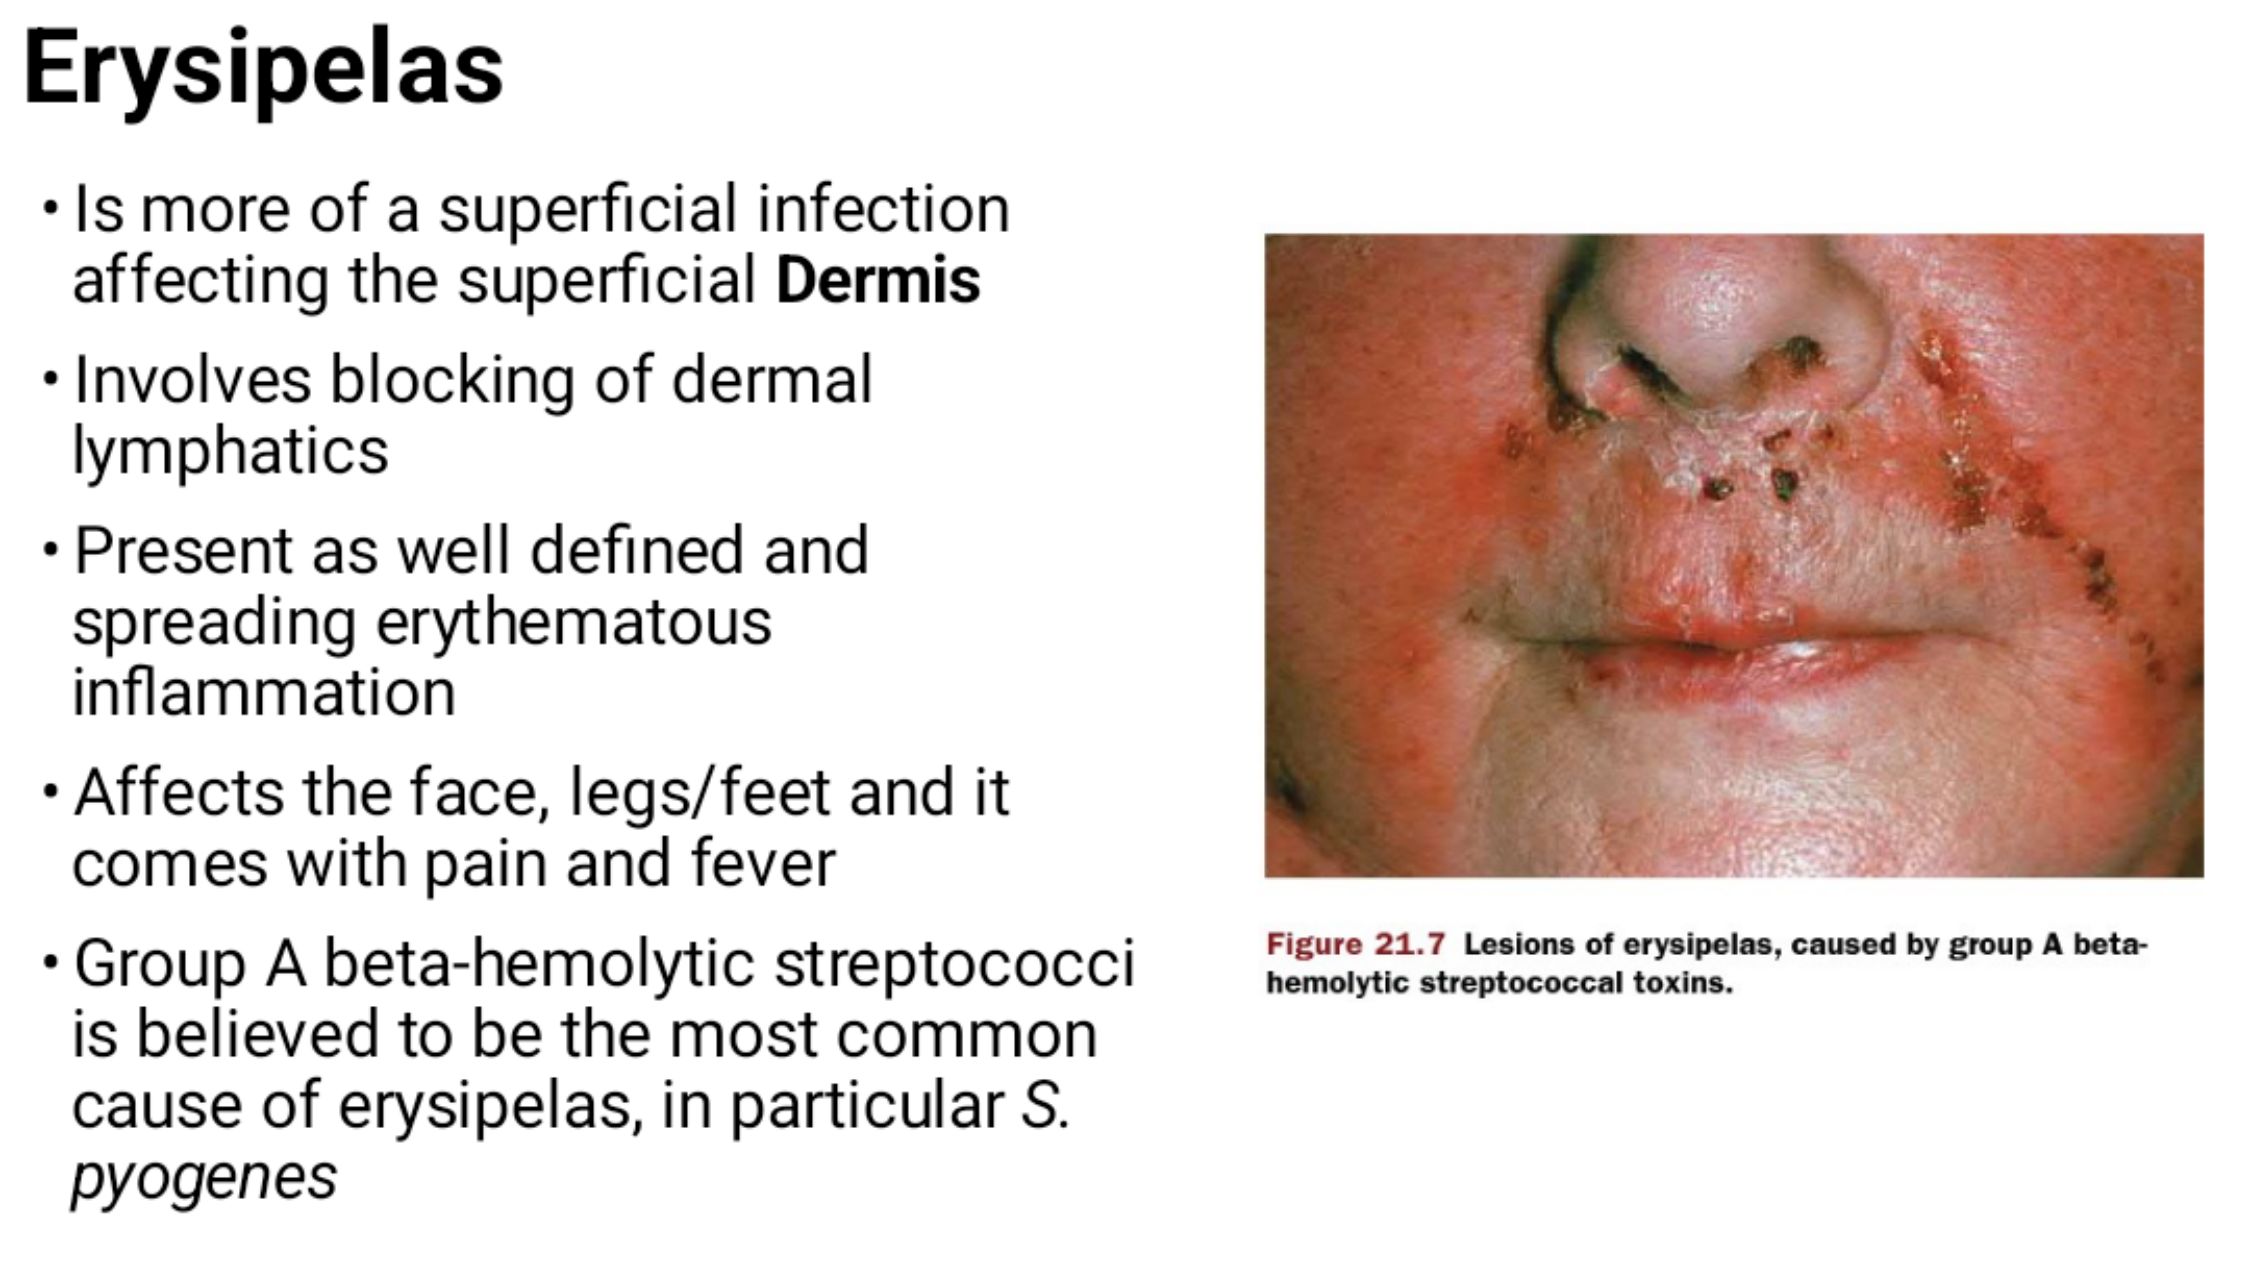 Erysipelas
• Is more of a superficial infection
affecting the superficial Dermis
• Involves blocking of dermal
lymphatics
• Present as well defined and
spreading erythematous
inflammation
• Affects the face, legs/feet and it
comes with pain and fever
• Group A beta-hemolytic streptococci
is believed to be the most common
cause of erysipelas, in particular S.
pyogenes
Figure 21.7 Lesions of erysipelas, caused by group A beta-
hemolytic streptococcal toxins.